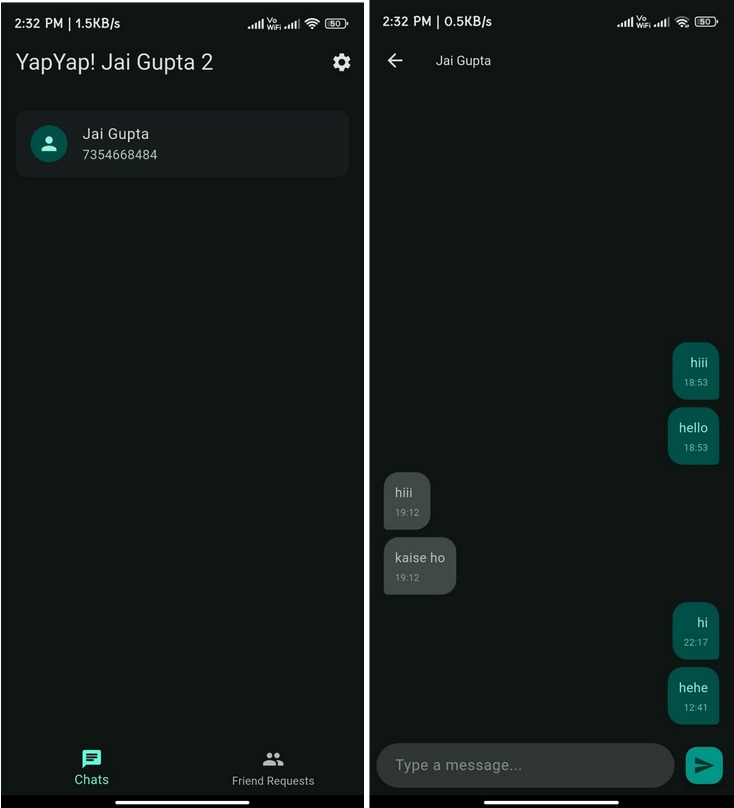 2:32 PM | 1.5KB/s
Vo
WiFi
50
YapYap! Jai Gupta 2
Jai Gupta
7354668484
Chats
Friend Requests
2:32 PM | 0.5KB/s
Vo
WiFi
50
Jai Gupta
hiii
18:53
hello
18:53
hiii
19:12
kaise ho
19:12
hi
22:17
hehe
12:41
Type a message...